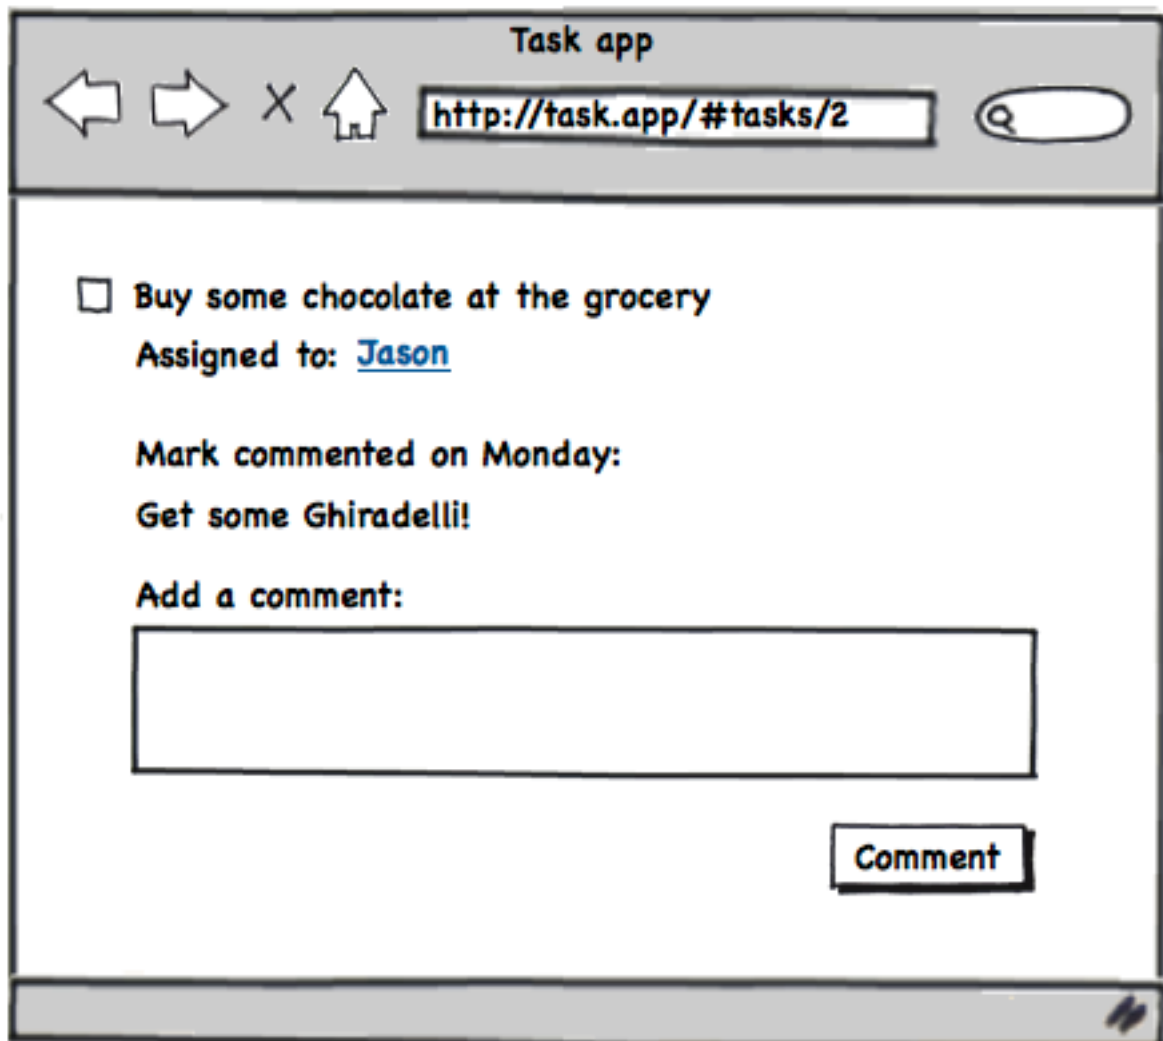 Task app
http://task.app/#tasks/2
Buy some chocolate at the grocery
Assigned to: Jason
Mark commented on Monday:
Get some Ghiradelli!
Add a comment:
Comment